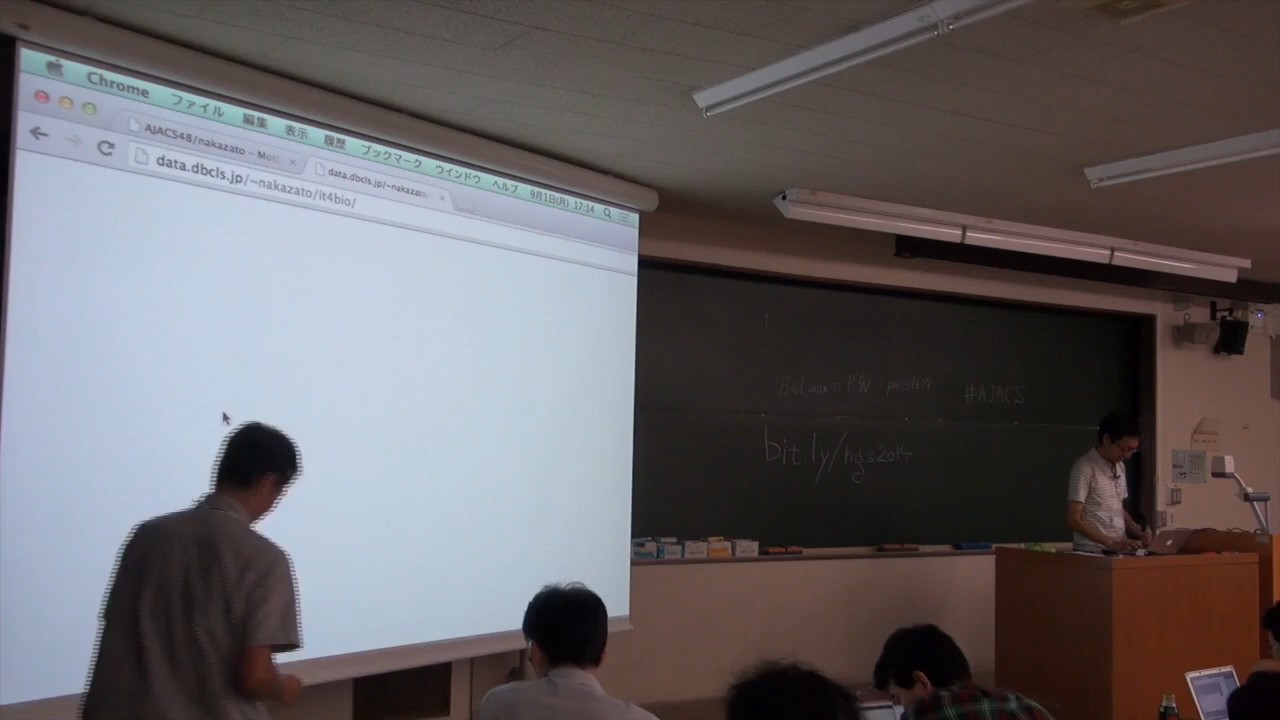 Chrome ファイル 編集 表示 履歴 ブックマーク ウインドウ ヘルプ 9月1日(月) 17:14
AJACS48/nakazato – Mot
data.dbcls.jp/~nakazato/
data.dbcls.jp/~nakazato/it4bio/
#AJACS
bit.ly/ngs2014